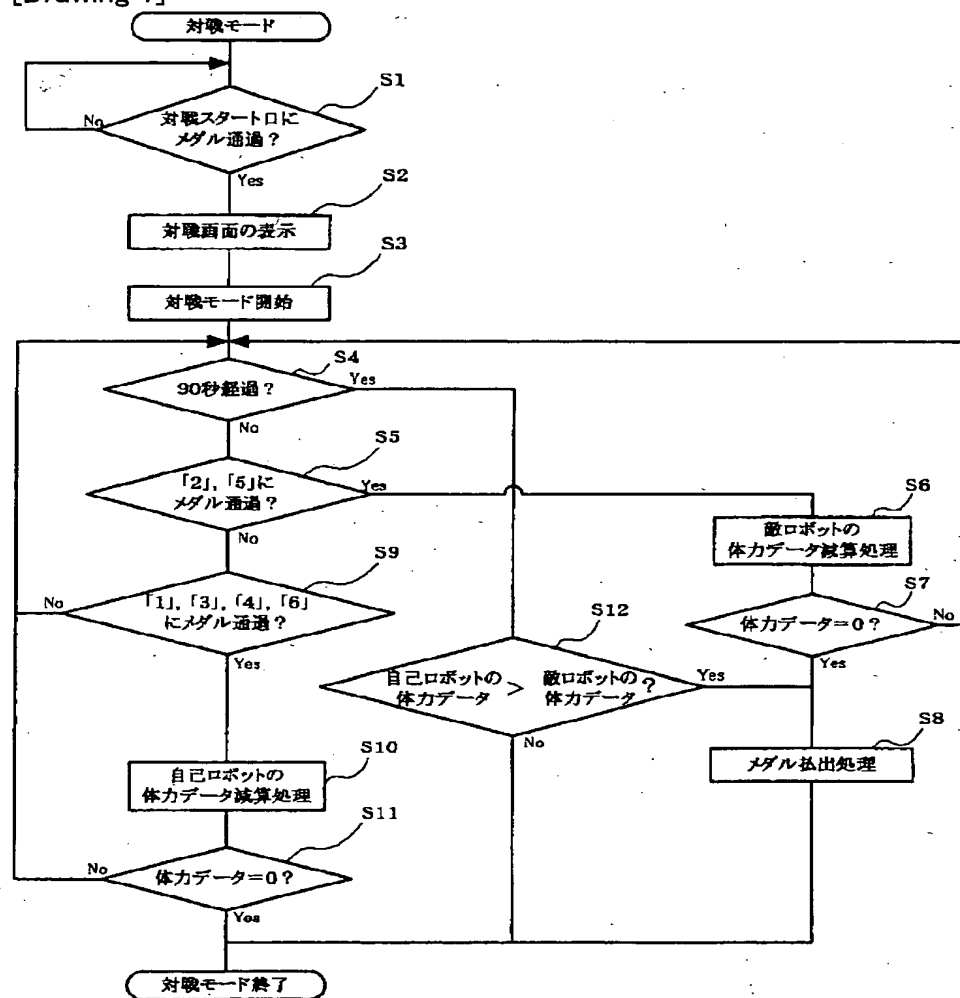 対戦モード
S1
対戦スタート口に
メダル通過?
No
Yes
S2
対戦画面の表示
S3
対戦モード開始
S4
90秒経過?
Yes
No
S5
「2」, 「5」に
メダル通過?
Yes
No
S6
敵ロボットの
体力データ減算処理
S7
体力データ=0?
No
Yes
S9
「1」, 「3」, 「4」, 「6」
にメダル通過?
No
Yes
S12
自己ロボットの
体力データ
>
敵ロボットの
体力データ
?
Yes
No
S8
メダル払出処理
S10
自己ロボットの
体力データ減算処理
S11
体力データ=0?
No
Yes
対戦モード終了